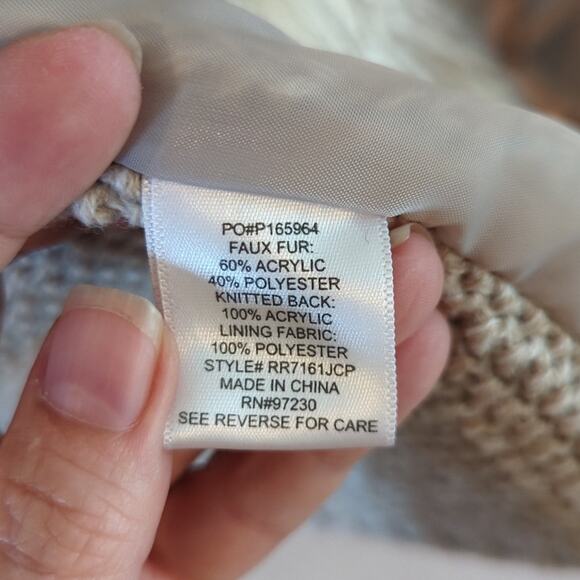 PO#P165964
FAUX FUR:
60% ACRYLIC
40% POLYESTER
KNITTED BACK:
100% ACRYLIC
LINING FABRIC:
100% POLYESTER
STYLE# RR7161JCP
MADE IN CHINA
RN#97230
SEE REVERSE FOR CARE